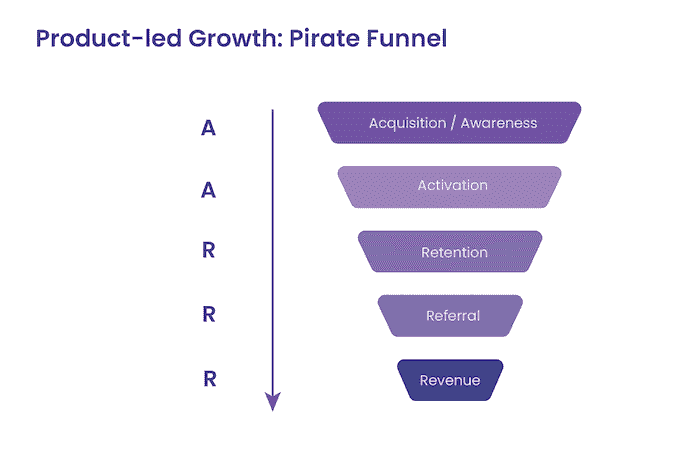 Product-led Growth: Pirate Funnel
A
Acquisition / Awareness
A
Activation
R
Retention
R
Referral
R
Revenue